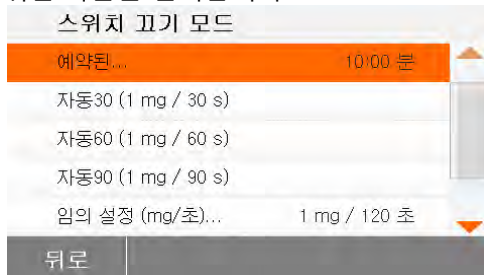 스위치 끄기 모드
예약된... 10:00 분
자동30 (1 mg / 30 s)
자동60 (1 mg / 60 s)
자동90 (1 mg / 90 s)
임의 설정 (mg/초)... 1 mg / 120 초
뒤로